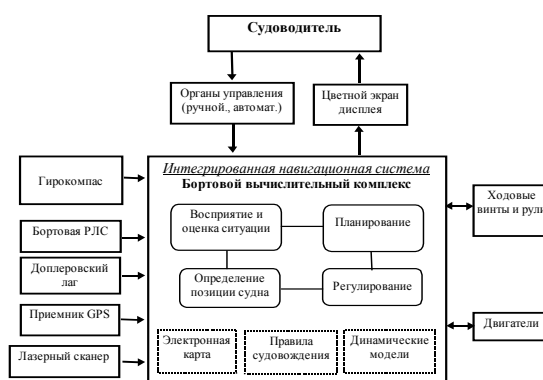 Судоводитель
Органы управления
(ручной., автомат.)
Цветной экран
дисплея
Гирокомпас
Бортовая РЛС
Доплеровский
лаг
Приемник GPS
Лазерный сканер
Интегрированная навигационная система
Бортовой вычислительный комплекс
Восприятие и
оценка ситуации
Планирование
Определение
позиции судна
Регулирование
Электронная
карта
Правила
судовождения
Динамические
модели
Ходовые
винты и рули
Двигатели